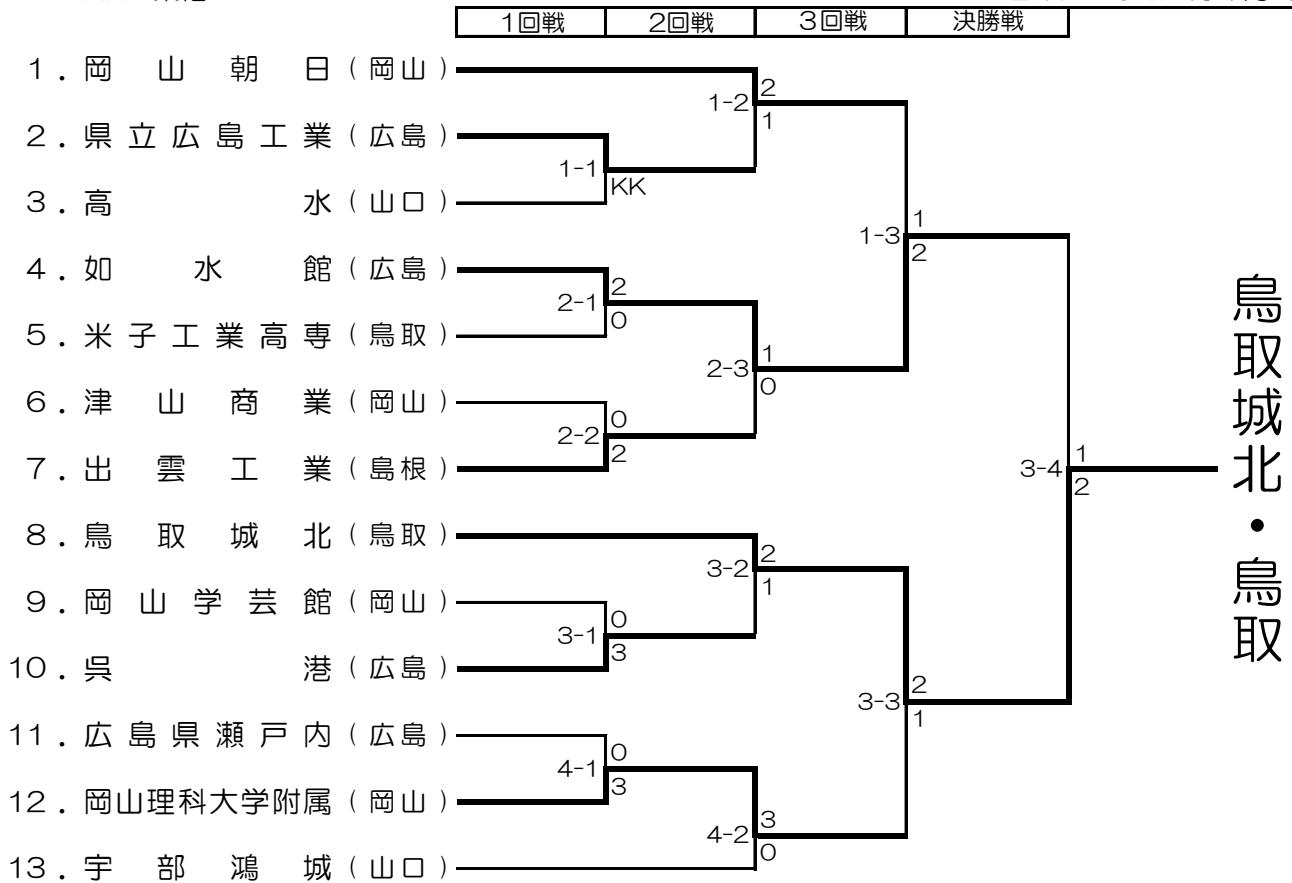 1回戦 2回戦 3回戦 決勝戦
1．岡山朝日（岡山）
2
1-2
1
2．県立広島工業（広島）
1-1
KK
3．高水（山口）
1
1-3
2
4．如水館（広島）
2
2-1
0
5．米子工業高専（鳥取）
1
2-3
0
6．津山商業（岡山）
0
2-2
2
7．出雲工業（島根）
1
3-4
2
鳥取城北・鳥取
8．鳥取城北（鳥取）
2
3-2
1
9．岡山学芸館（岡山）
0
3-1
3
10．呉港（広島）
2
3-3
1
11．広島県瀬戸内（広島）
0
4-1
3
12．岡山理科大学附属（岡山）
3
4-2
0
13．宇部鴻城（山口）